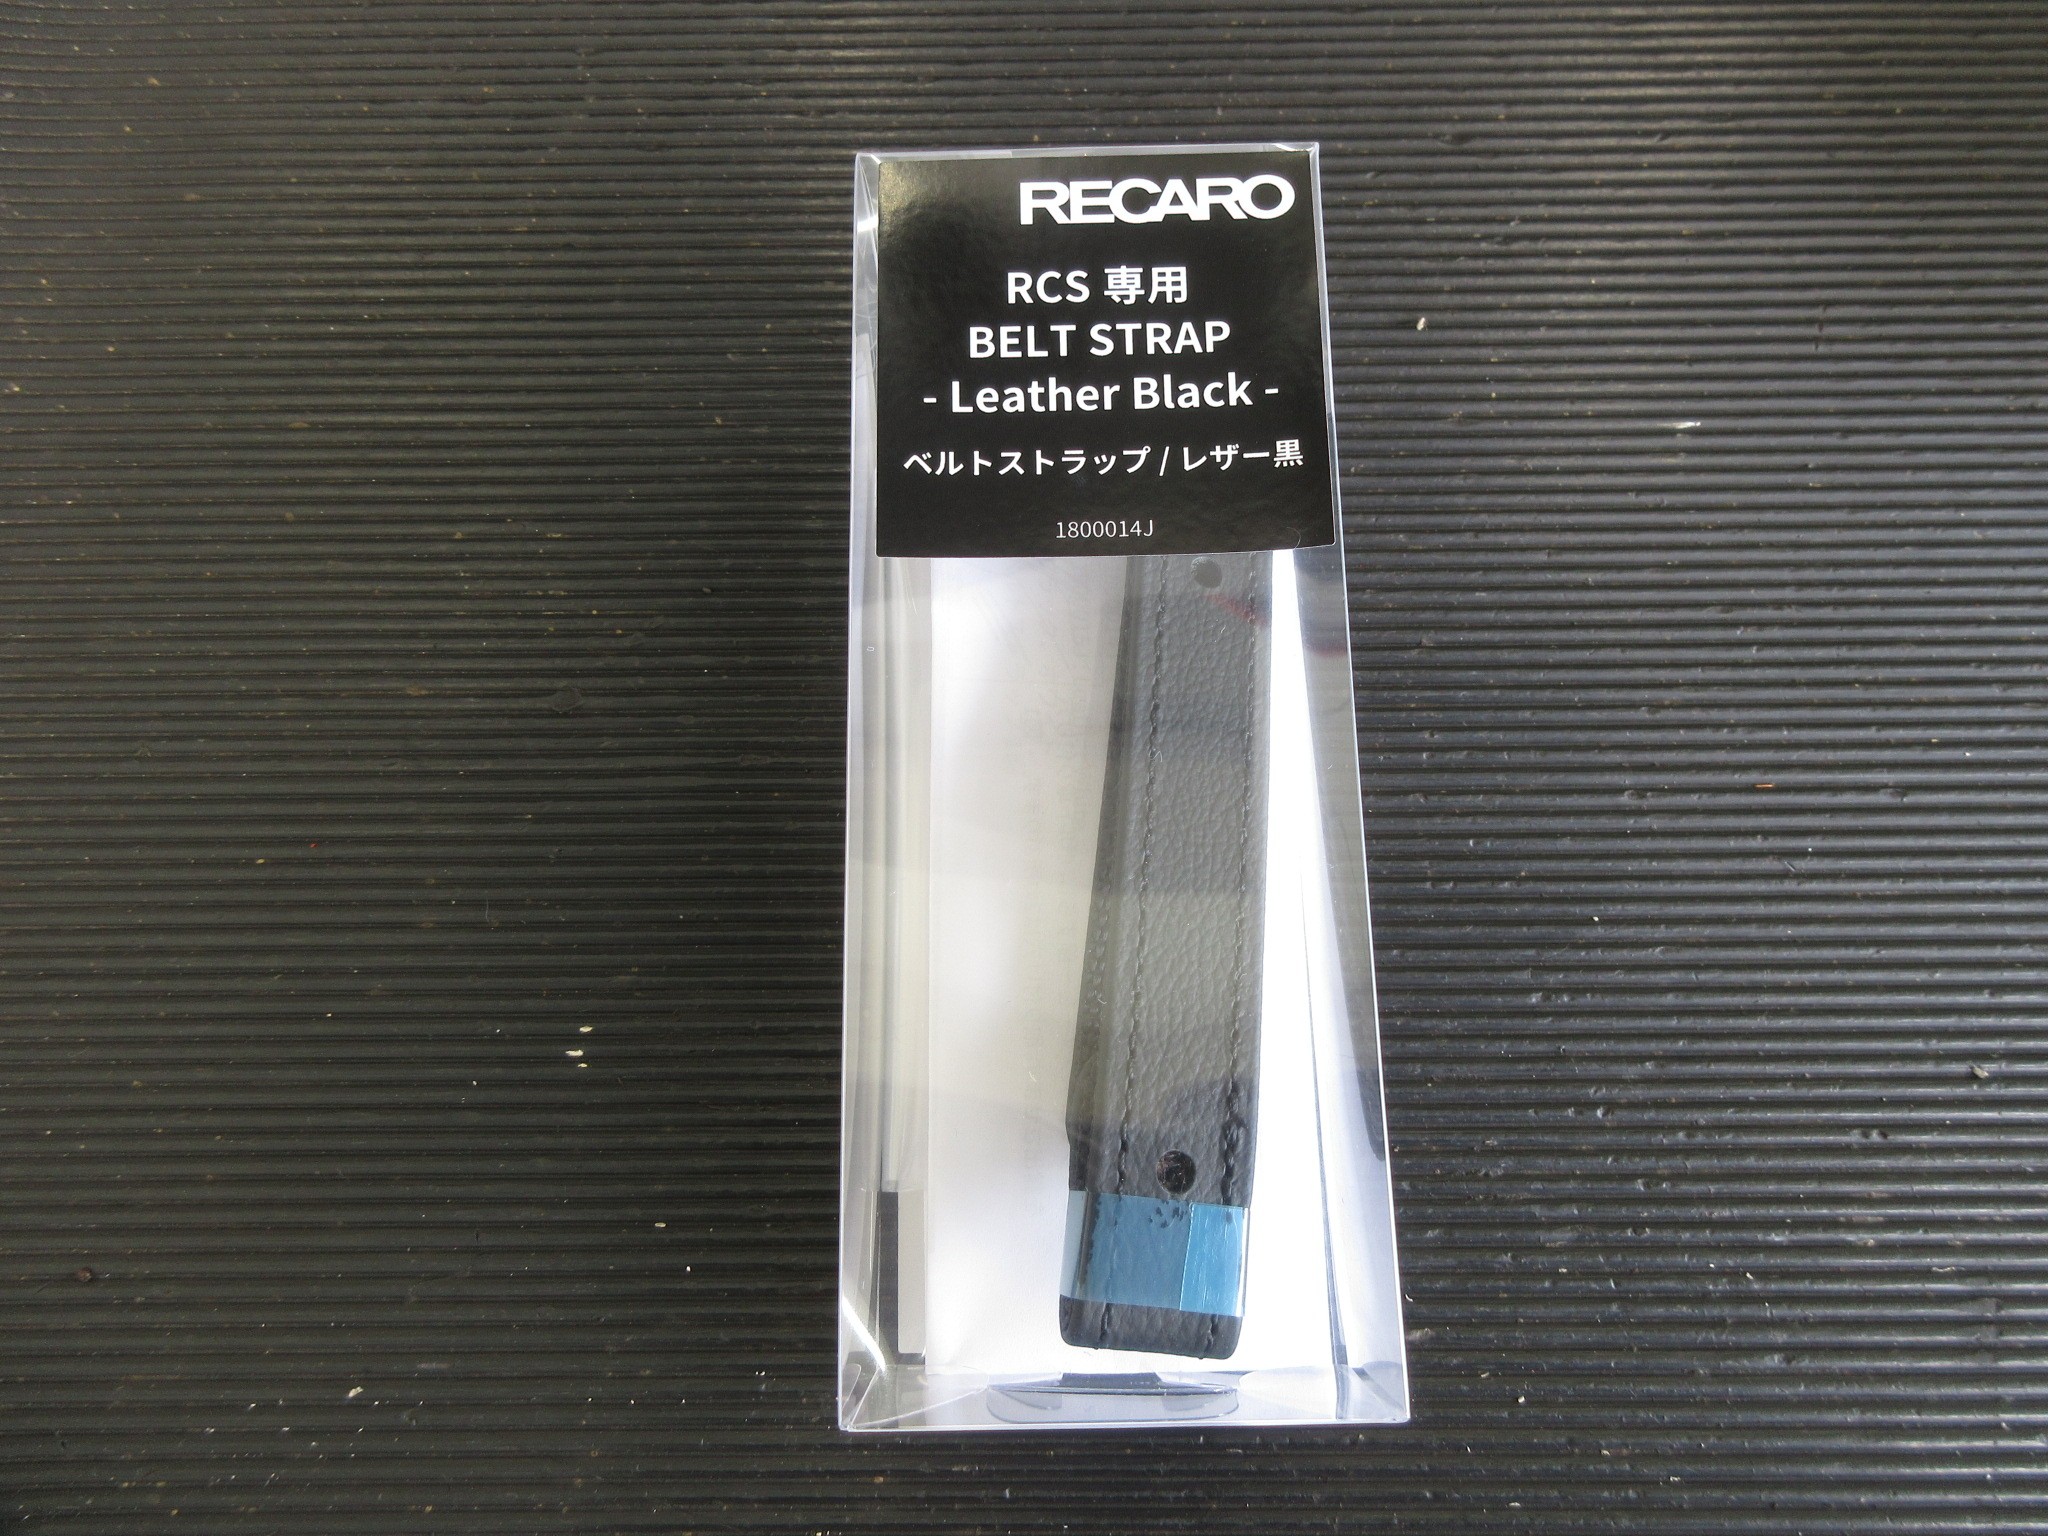 RECARO
RCS 専用
BELT STRAP
- Leather Black -
ベルトストラップ / レザー黒
1800014J